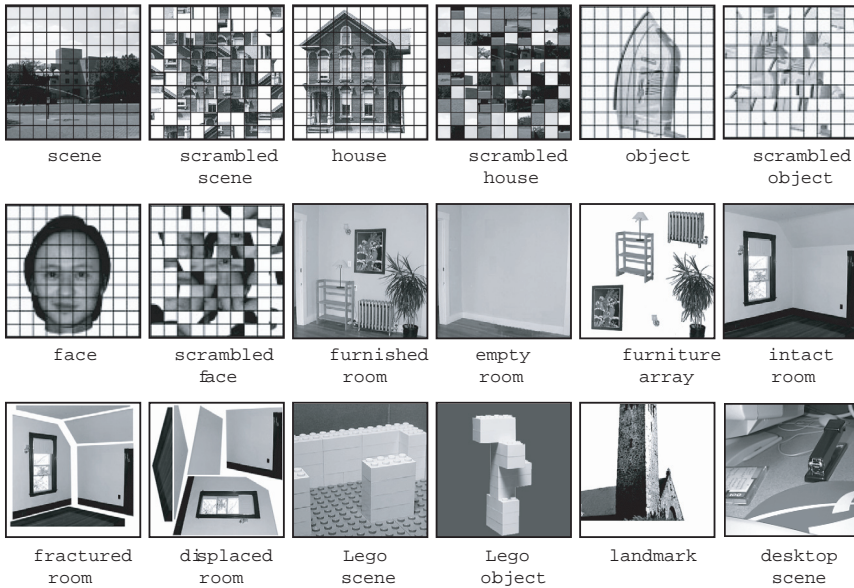 scene
scrambled
scene
house
scrambled
house
object
scrambled
object
face
scrambled
face
furnished
room
empty
room
furniture
array
intact
room
fractured
room
displaced
room
Lego
scene
Lego
object
landmark
desktop
scene